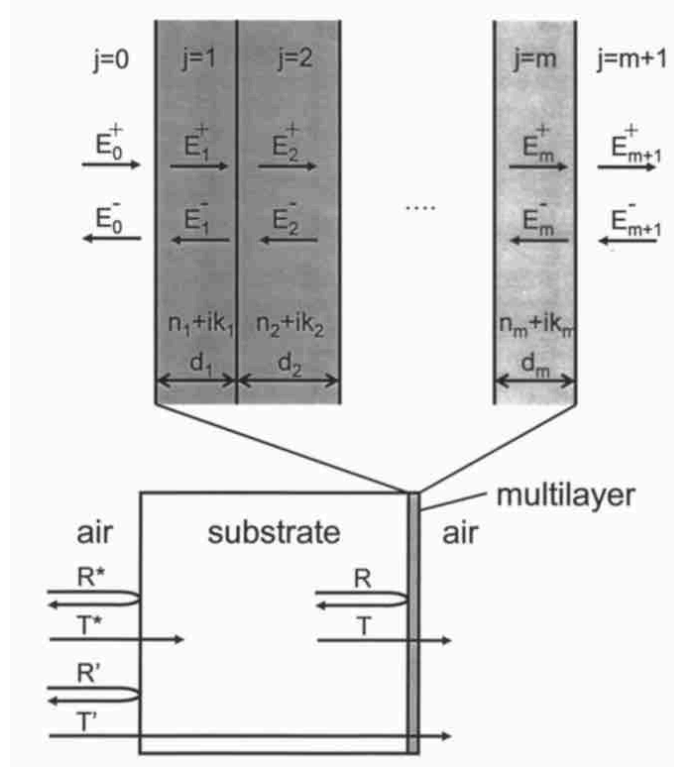 j=0 j=1 j=2 j=m j=m+1
E₀⁺ E₁⁺ E₂⁺ Eₘ⁺ Eₘ₊₁⁺
E₀⁻ E₁⁻ E₂⁻ Eₘ⁻ Eₘ₊₁⁻
....
n₁+ik₁ n₂+ik₂ nₘ+ikₘ
d₁ d₂ dₘ
multilayer
air substrate air
R* R
T* T
R'
T'